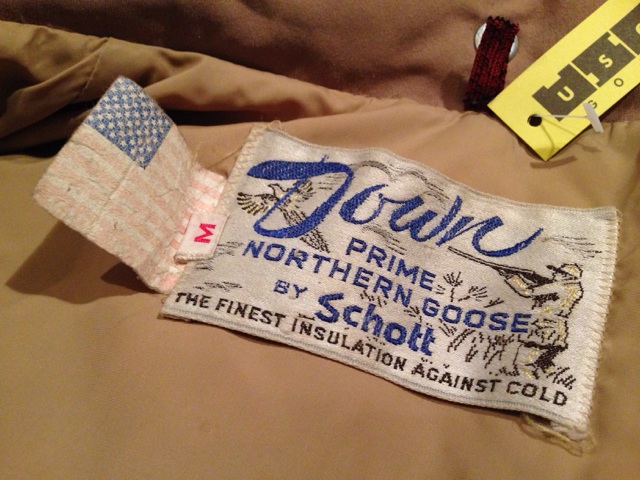 Down
PRIME
NORTHERN GOOSE
BY Schott
THE FINEST INSULATION AGAINST COLD
M